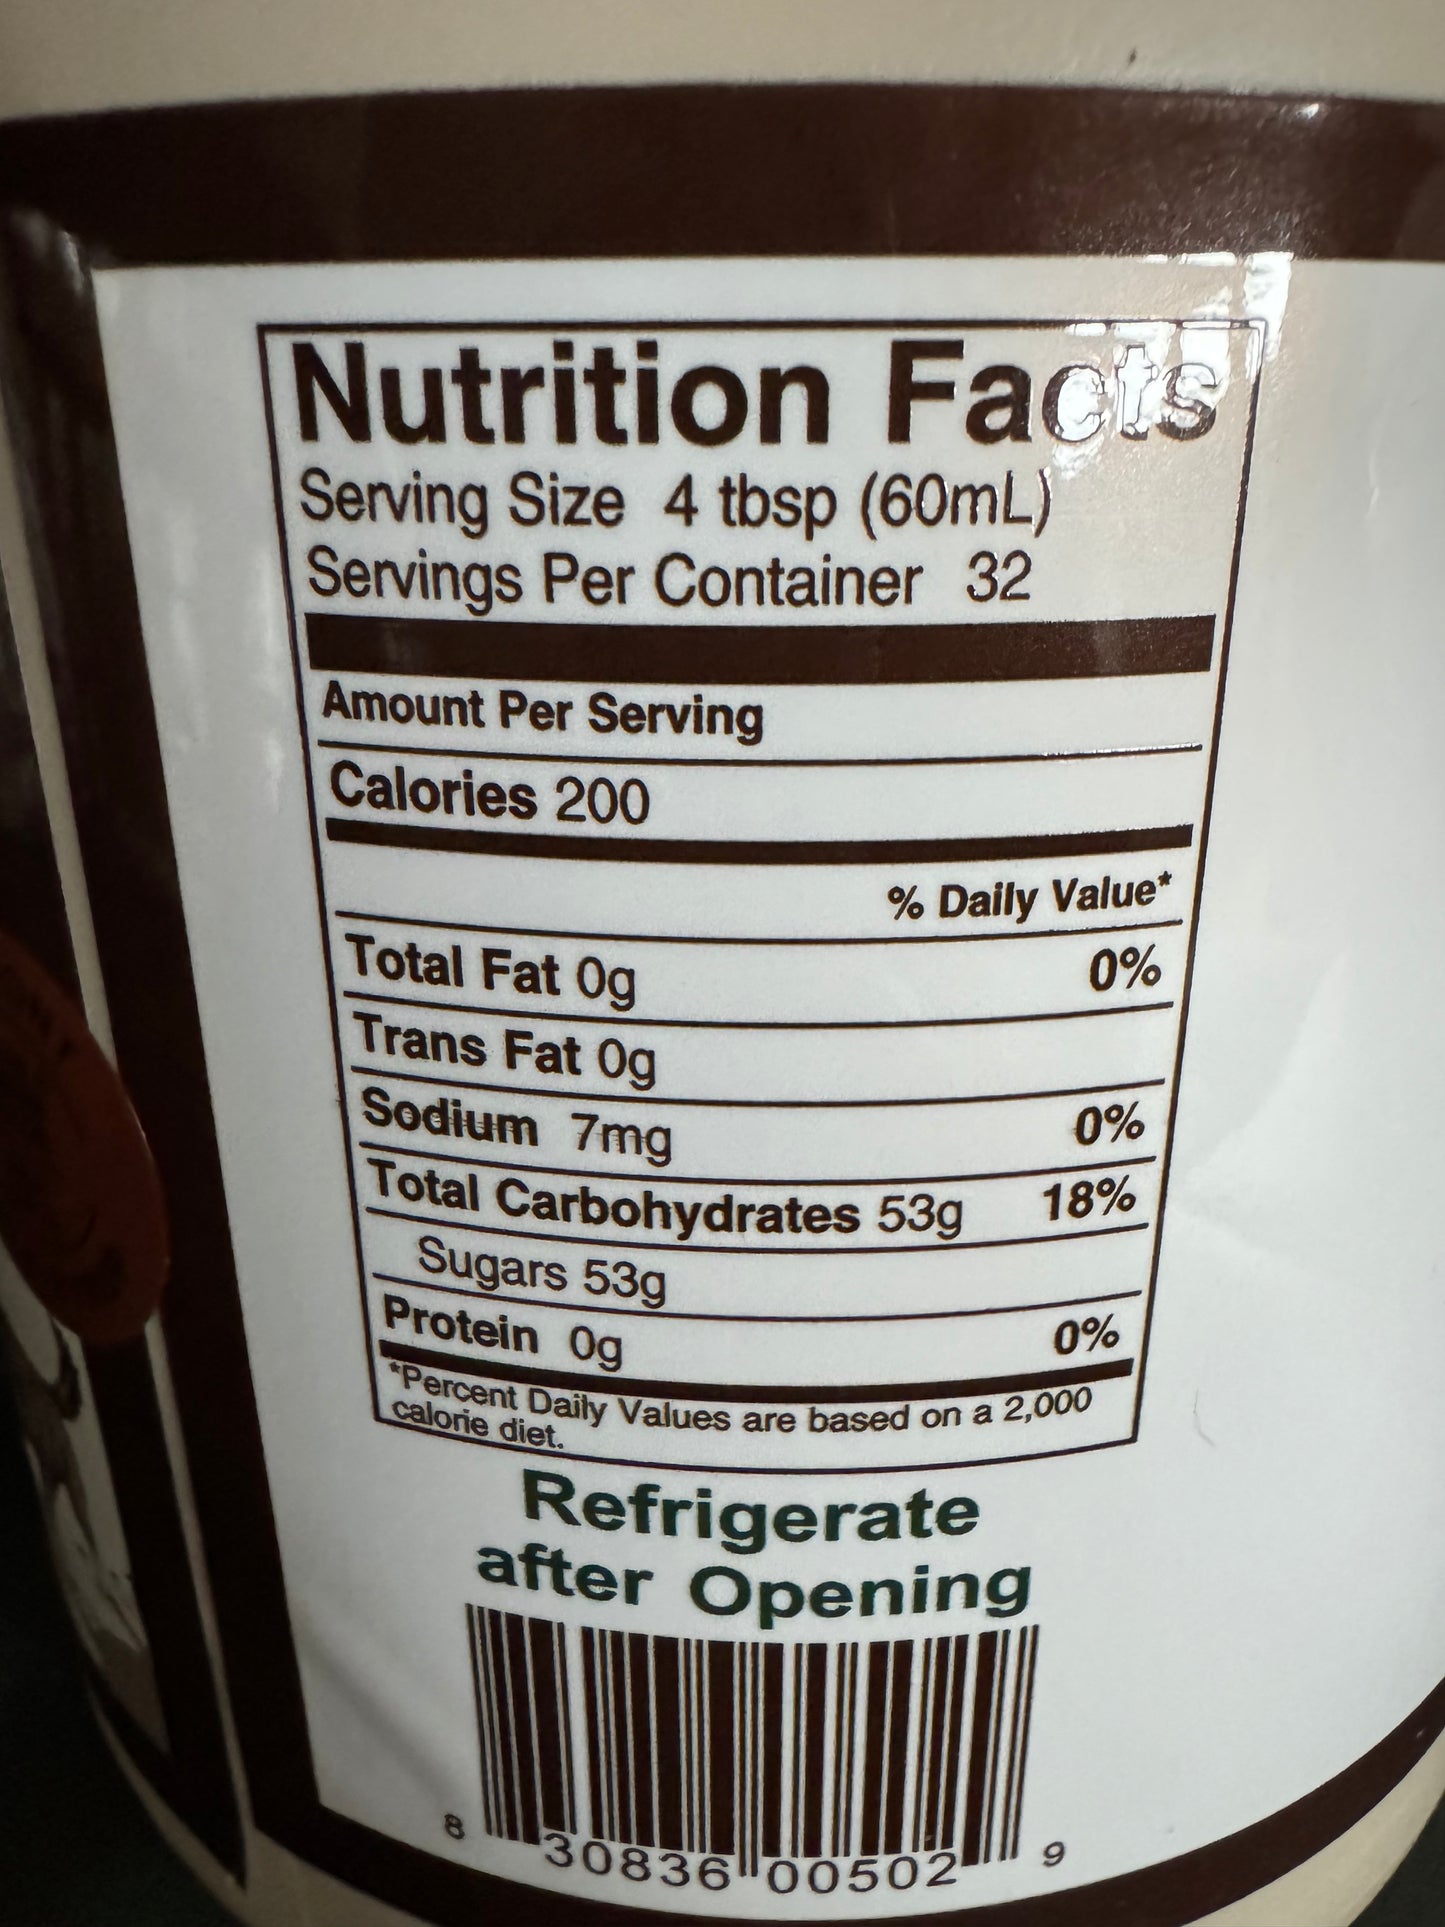 Nutrition Facts
Serving Size 4 tbsp (60mL)
Servings Per Container 32
Amount Per Serving
Calories 200
% Daily Value*
Total Fat 0g 0%
Trans Fat 0g
Sodium 7mg 0%
Total Carbohydrates 53g 18%
Sugars 53g
Protein 0g 0%
*Percent Daily Values are based on a 2,000
calorie diet.
Refrigerate
after Opening
8 30836 00502 9